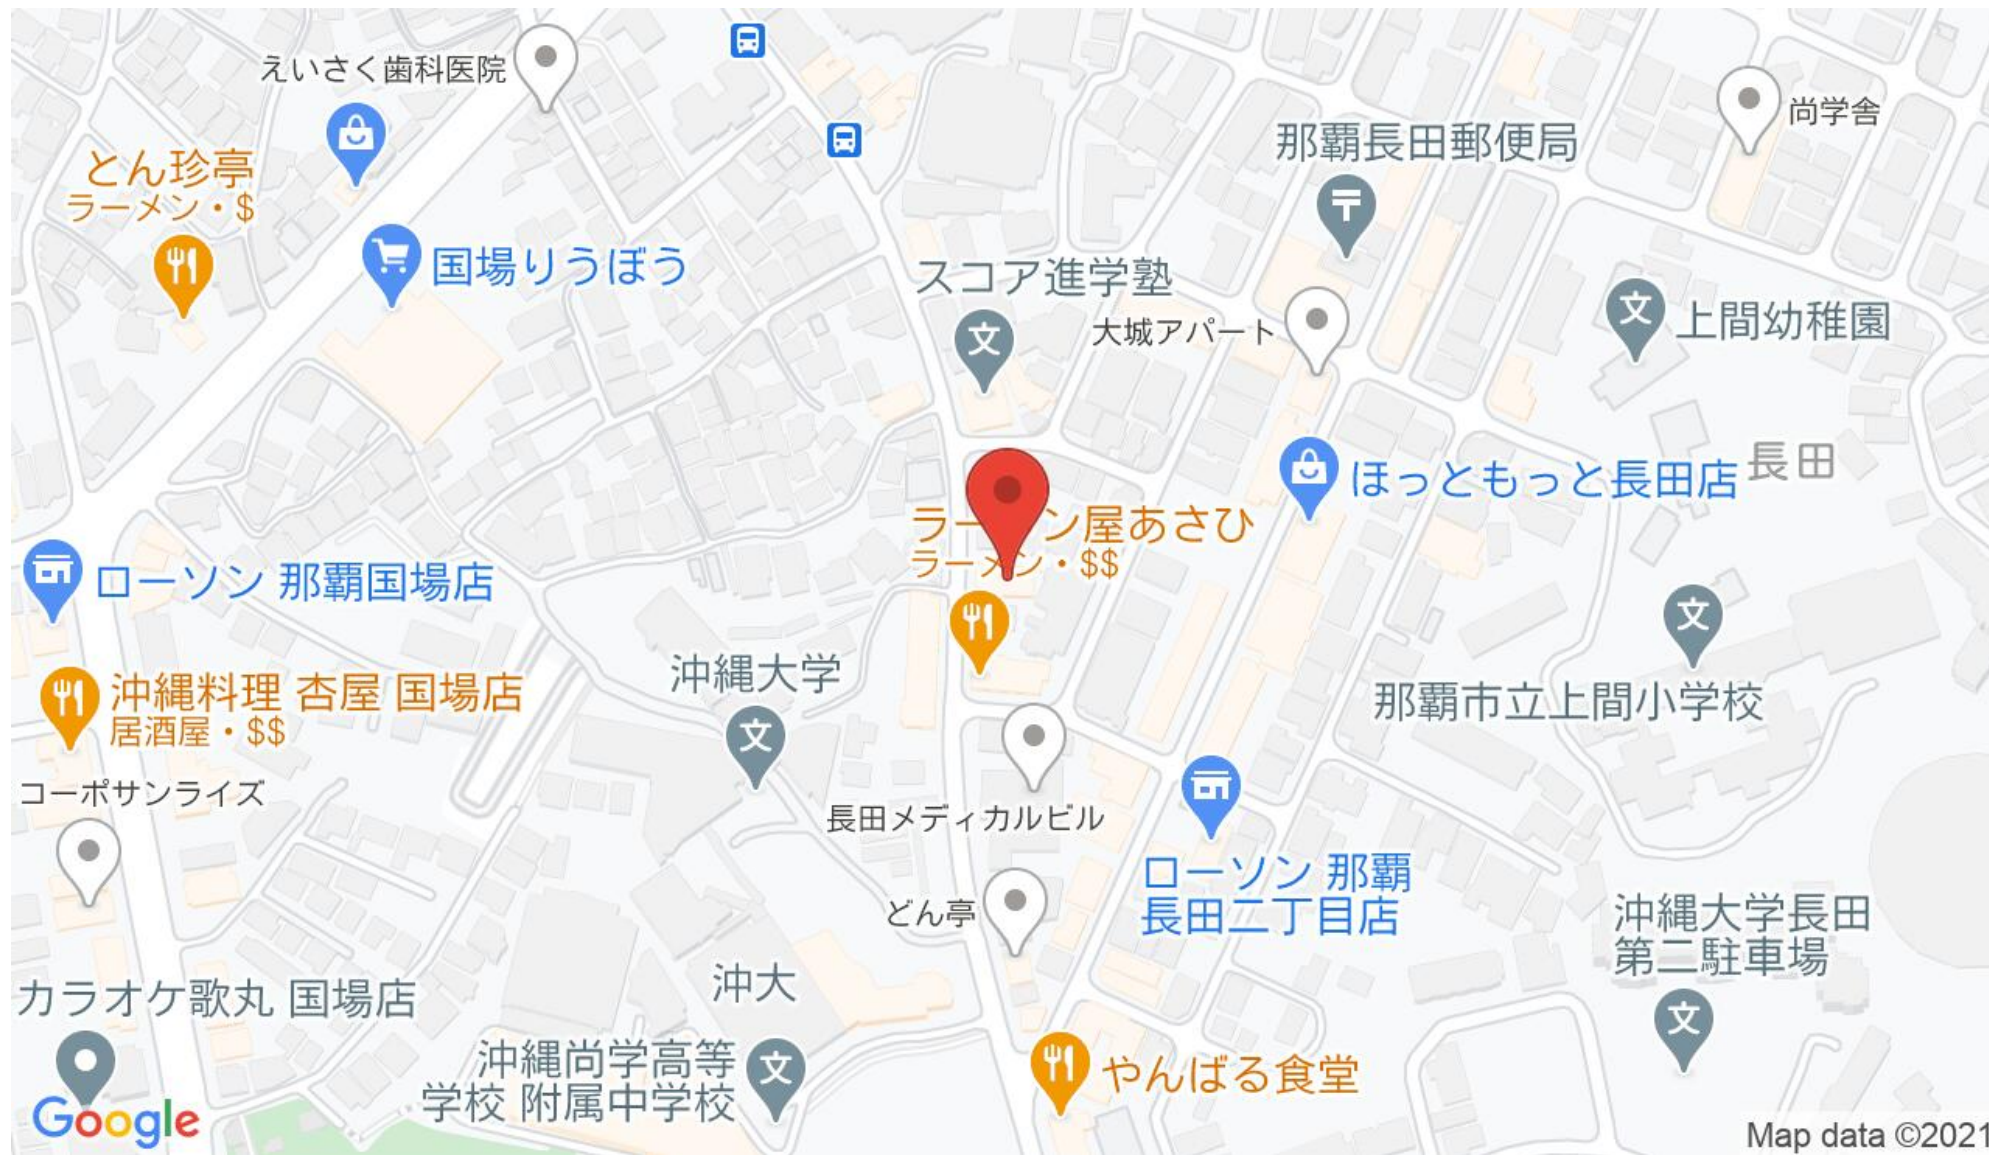 えいさく歯科医院
尚学舎
那覇長田郵便局
とん珍亭
ラーメン・$
国場りうぼう
スコア進学塾
大城アパート
上間幼稚園
ほっともっと長田店
長田
ラー
ン屋あさひ
ラーメン・$$
ローソン 那覇国場店
沖縄大学
沖縄料理 杏屋 国場店
居酒屋・$$
那覇市立上間小学校
コーポサンライズ
長田メディカルビル
ローソン 那覇
長田二丁目店
どん亭
沖縄大学長田
第二駐車場
沖大
カラオケ歌丸 国場店
沖縄尚学高等
学校 附属中学校
やんばる食堂
Google
Map data ©2021
文
文
文
文
文
文